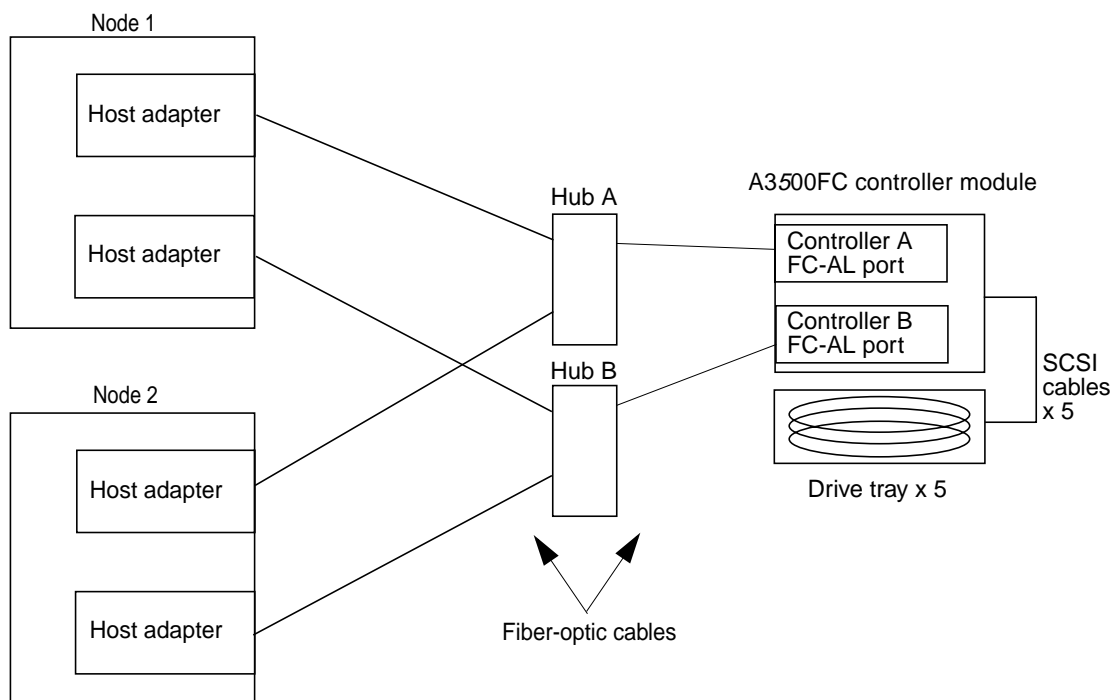 Node 1
Host adapter
Host adapter
Node 2
Host adapter
Host adapter
Hub A
Hub B
Fiber-optic cables
A3500FC controller module
Controller A
FC-AL port
Controller B
FC-AL port
SCSI
cables
x 5
Drive tray x 5